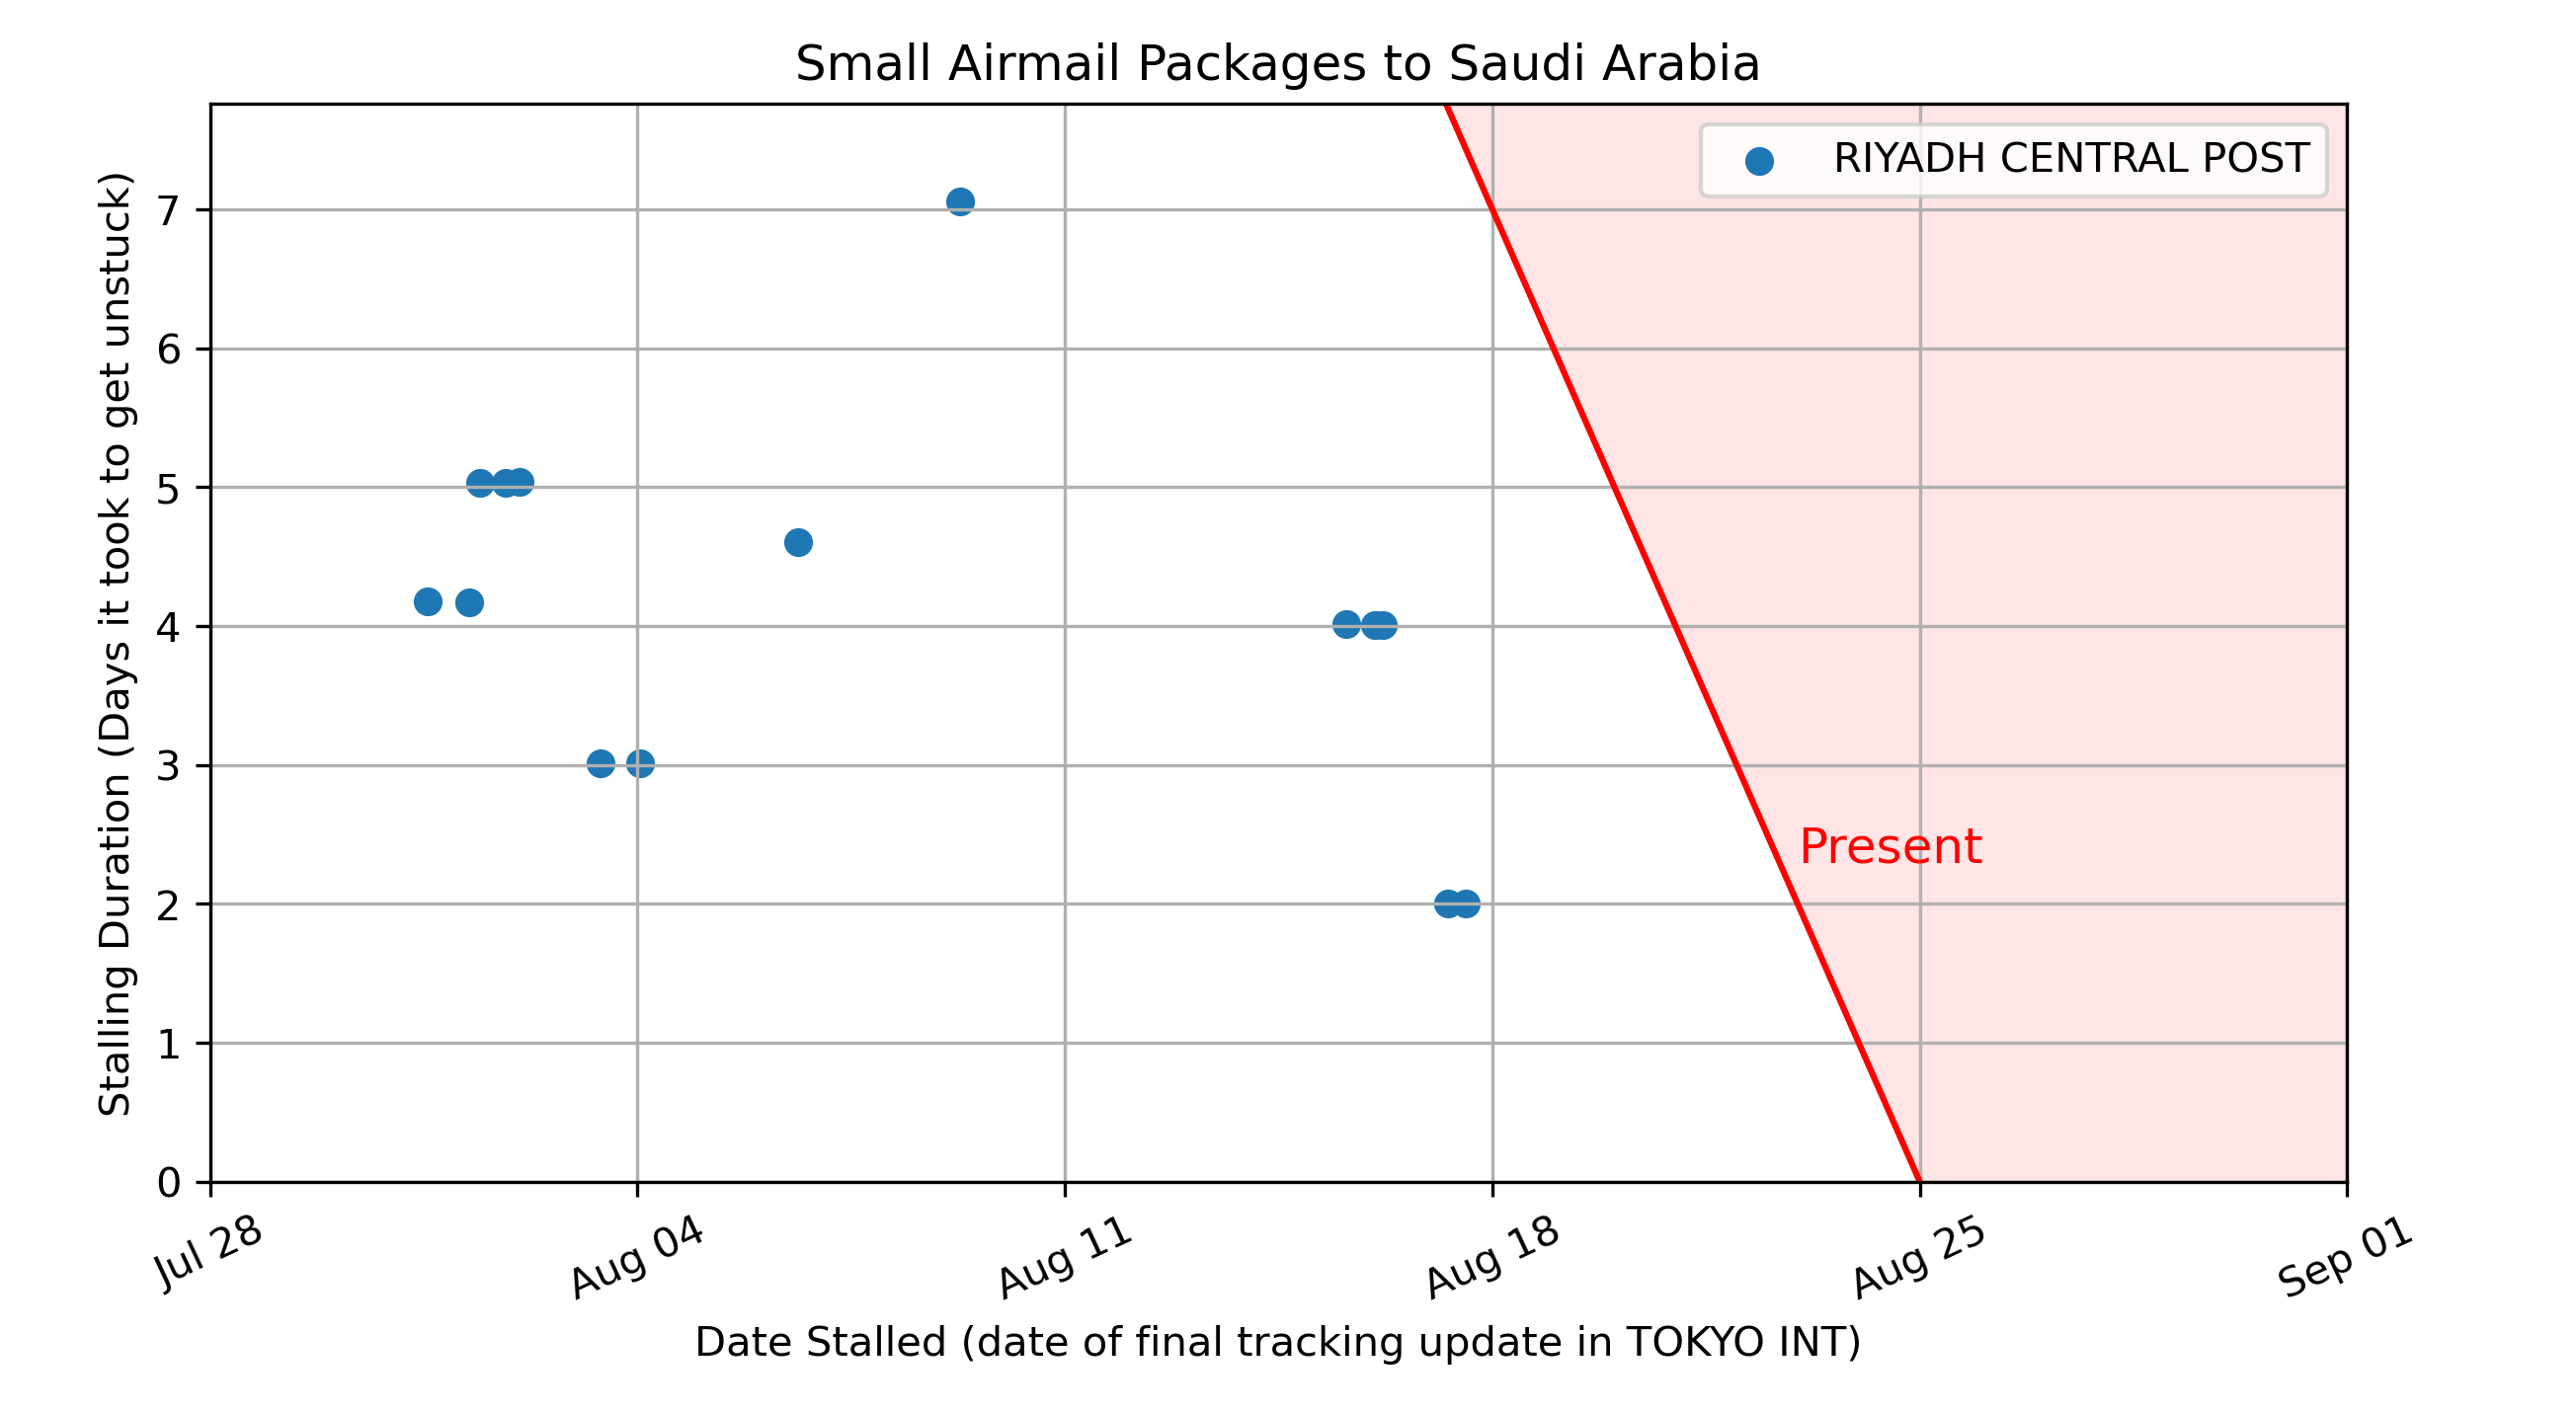 Small Airmail Packages to Saudi Arabia
RIYADH CENTRAL POST
Stalling Duration (Days it took to get unstuck)
7
6
5
4
3
2
1
0
Present
Jul 28
Aug 04
Aug 11
Aug 18
Aug 25
Sep 01
Date Stalled (date of final tracking update in TOKYO INT)